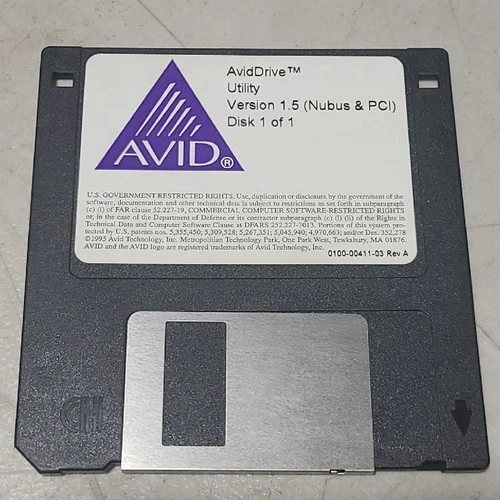 AvidDrive™
Utility
Version 1.5 (Nubus & PCI)
Disk 1 of 1
AVID®
U.S. GOVERNMENT RESTRICTED RIGHTS. Use, duplication or disclosure by the government of the
software, documentation and other technical data is subject to restrictions as set forth in subparagraph
(c) (i) of FAR clause 52.227-19, COMMERCIAL COMPUTER SOFTWARE-RESTRICTED RIGHTS
or, in the case of the Department of Defense or its contractor subparagraph (c) (i) (ii) of the Rights in
Technical Data and Computer Software Clause at DFARS 252.227-7013. Portions of this system pro-
tected by U.S. patent nos. 5,355,450; 5,309,528; 5,267,351; 5,045,940; 4,970,663; and/or Des. 352,278
©1995 Avid Technology, Inc. Metropolitan Technology Park, One Park West, Tewksbury, MA 01876.
AVID and the AVID logo are registered trademarks of Avid Technology, Inc.
0100-00411-03 Rev A